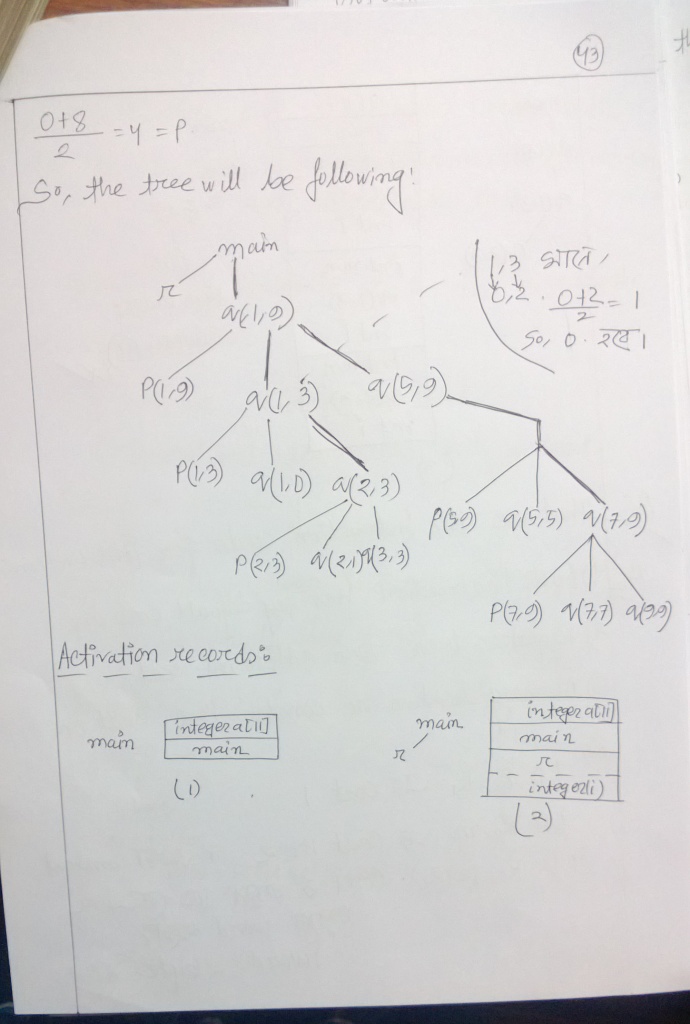 43
0+8
2
=4 = P.
So, the tree will be following:
main
r
q(1,9)
1,3 মানে,
0,2. 0+2/2 = 1
So, 0. হবে।
P(1,9) q(1,3) q(5,9)
P(1,3) q(1,0) q(2,3)
P(5,9) q(5,5) q(7,9)
P(2,3) q(2,1) q(3,3)
P(7,9) q(7,7) q(9,9)
Activation records:
main
integer a[11]
main
(1)
main
r
integer a[11]
main
r
integer(i)
(2)